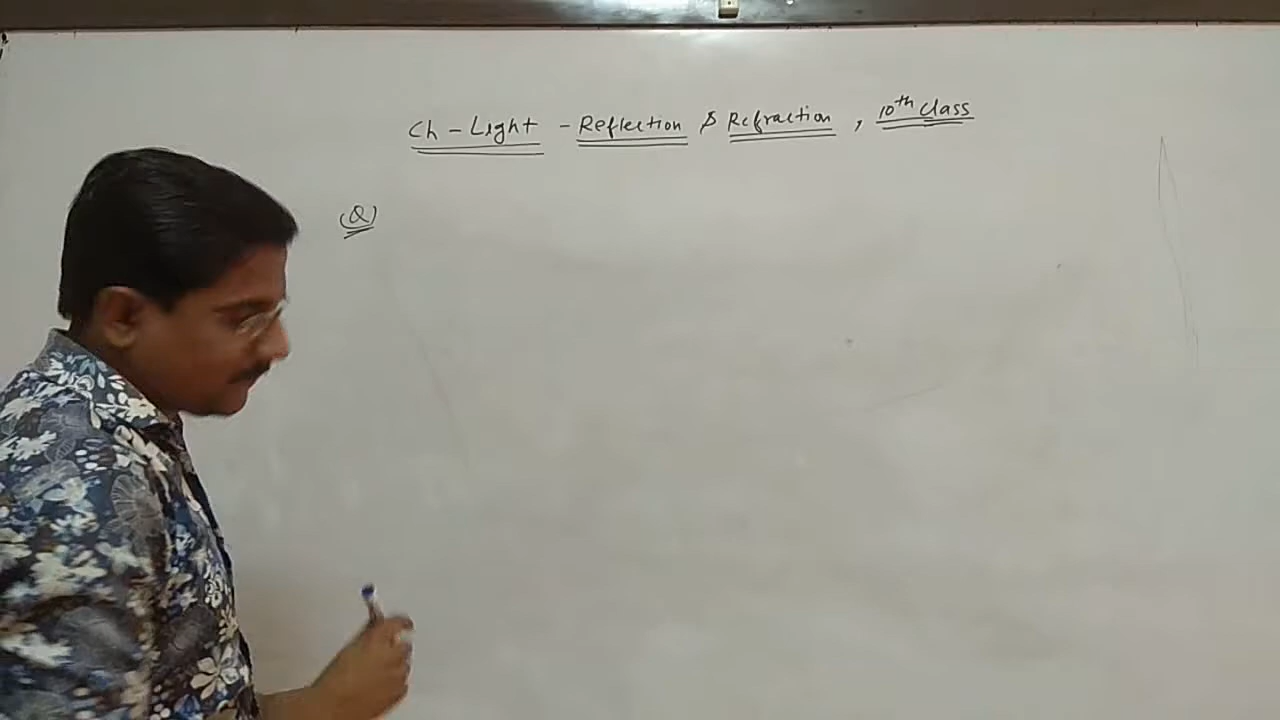 Ch - Light - Reflection & Refraction, 10th Class
(Q)